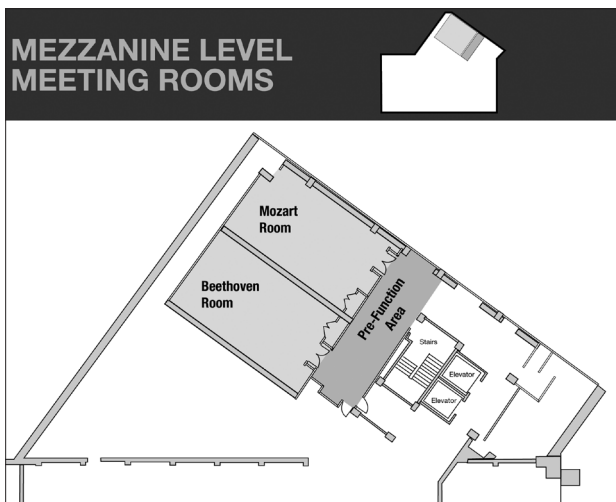 MEZZANINE LEVEL
MEETING ROOMS
Mozart
Room
Beethoven
Room
Pre-Function
Area
Stairs
Elevator
Elevator